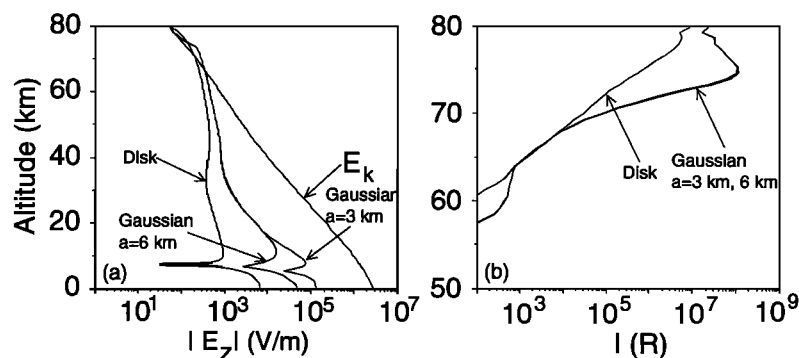 80
60
40
20
0
Altitude (km)
Disk
E_k
Gaussian
a=3 km
Gaussian
a=6 km
(a)
10^1 10^3 10^5 10^7
| E_z | (V/m)
80
70
60
50
Gaussian
a=3 km, 6 km
Disk
(b)
10^3 10^5 10^7 10^9
I (R)